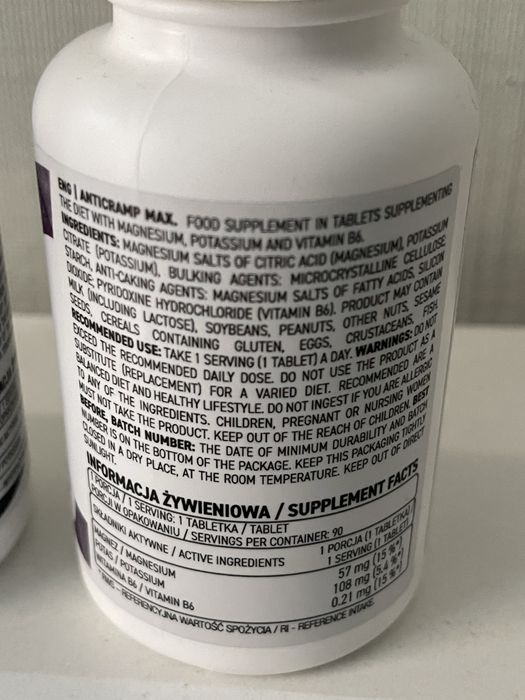 ENG | ANTICRAMP MAX. FOOD SUPPLEMENT IN TABLETS SUPPLEMENTING
THE DIET WITH MAGNESIUM, POTASSIUM AND VITAMIN B6.
INGREDIENTS: MAGNESIUM SALTS OF CITRIC ACID (MAGNESIUM), POTASSIUM
CITRATE (POTASSIUM), BULKING AGENTS: MICROCRYSTALLINE CELLULOSE
STARCH, ANTI-CAKING AGENTS: MAGNESIUM SALTS OF FATTY ACIDS, SILICON
DIOXIDE; PYRIDOXINE HYDROCHLORIDE (VITAMIN B6). PRODUCT MAY CONTAIN
MILK (INCLUDING LACTOSE), SOYBEANS, PEANUTS, OTHER NUTS, SESAME
SEEDS, CEREALS CONTAINING GLUTEN, EGGS, CRUSTACEANS, FISH.
RECOMMENDED USE: TAKE 1 SERVING (1 TABLET) A DAY. WARNINGS: DO NOT
EXCEED THE RECOMMENDED DAILY DOSE. DO NOT USE THE PRODUCT AS A
SUBSTITUTE (REPLACEMENT) FOR A VARIED DIET. RECOMMENDED ARE A
BALANCED DIET AND HEALTHY LIFESTYLE. DO NOT INGEST IF YOU ARE ALLERGIC
TO ANY OF THE INGREDIENTS. CHILDREN, PREGNANT OR NURSING WOMEN
MUST NOT TAKE THE PRODUCT. KEEP OUT OF THE REACH OF CHILDREN. BEST
BEFORE, BATCH NUMBER: THE DATE OF MINIMUM DURABILITY AND BATCH
NUMBER IS ON THE BOTTOM OF THE PACKAGE. KEEP THIS PACKAGING TIGHTLY
CLOSED IN A DRY PLACE, AT THE ROOM TEMPERATURE. KEEP OUT OF DIRECT
SUNLIGHT.
INFORMACJA ŻYWIENIOWA / SUPPLEMENT FACTS
1 PORCJA / 1 SERVING: 1 TABLETKA / TABLET
PORCJI W OPAKOWANIU / SERVINGS PER CONTAINER: 90
SKŁADNIKI AKTYWNE / ACTIVE INGREDIENTS 1 PORCJA (1 TABLETKA)
1 SERVING (1 TABLET)
MAGNEZ / MAGNESIUM 57 mg (15 %*)
POTAS / POTASSIUM 108 mg (5,4 %*)
WITAMINA B6 / VITAMIN B6 0.21 mg (15 %*)
*RWS - REFERENCYJNA WARTOŚĆ SPOŻYCIA / RI - REFERENCE INTAKE.